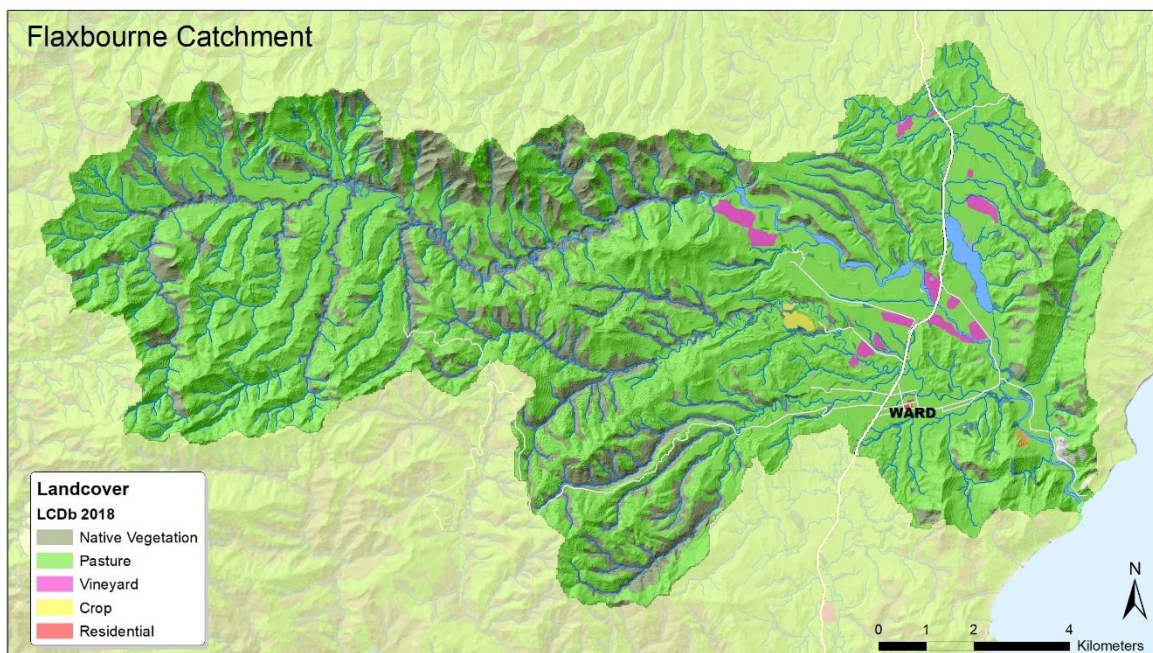 Flaxbourne Catchment
WARD
Landcover
LCDb 2018
Native Vegetation
Pasture
Vineyard
Crop
Residential
N
0 1 2 4
Kilometers